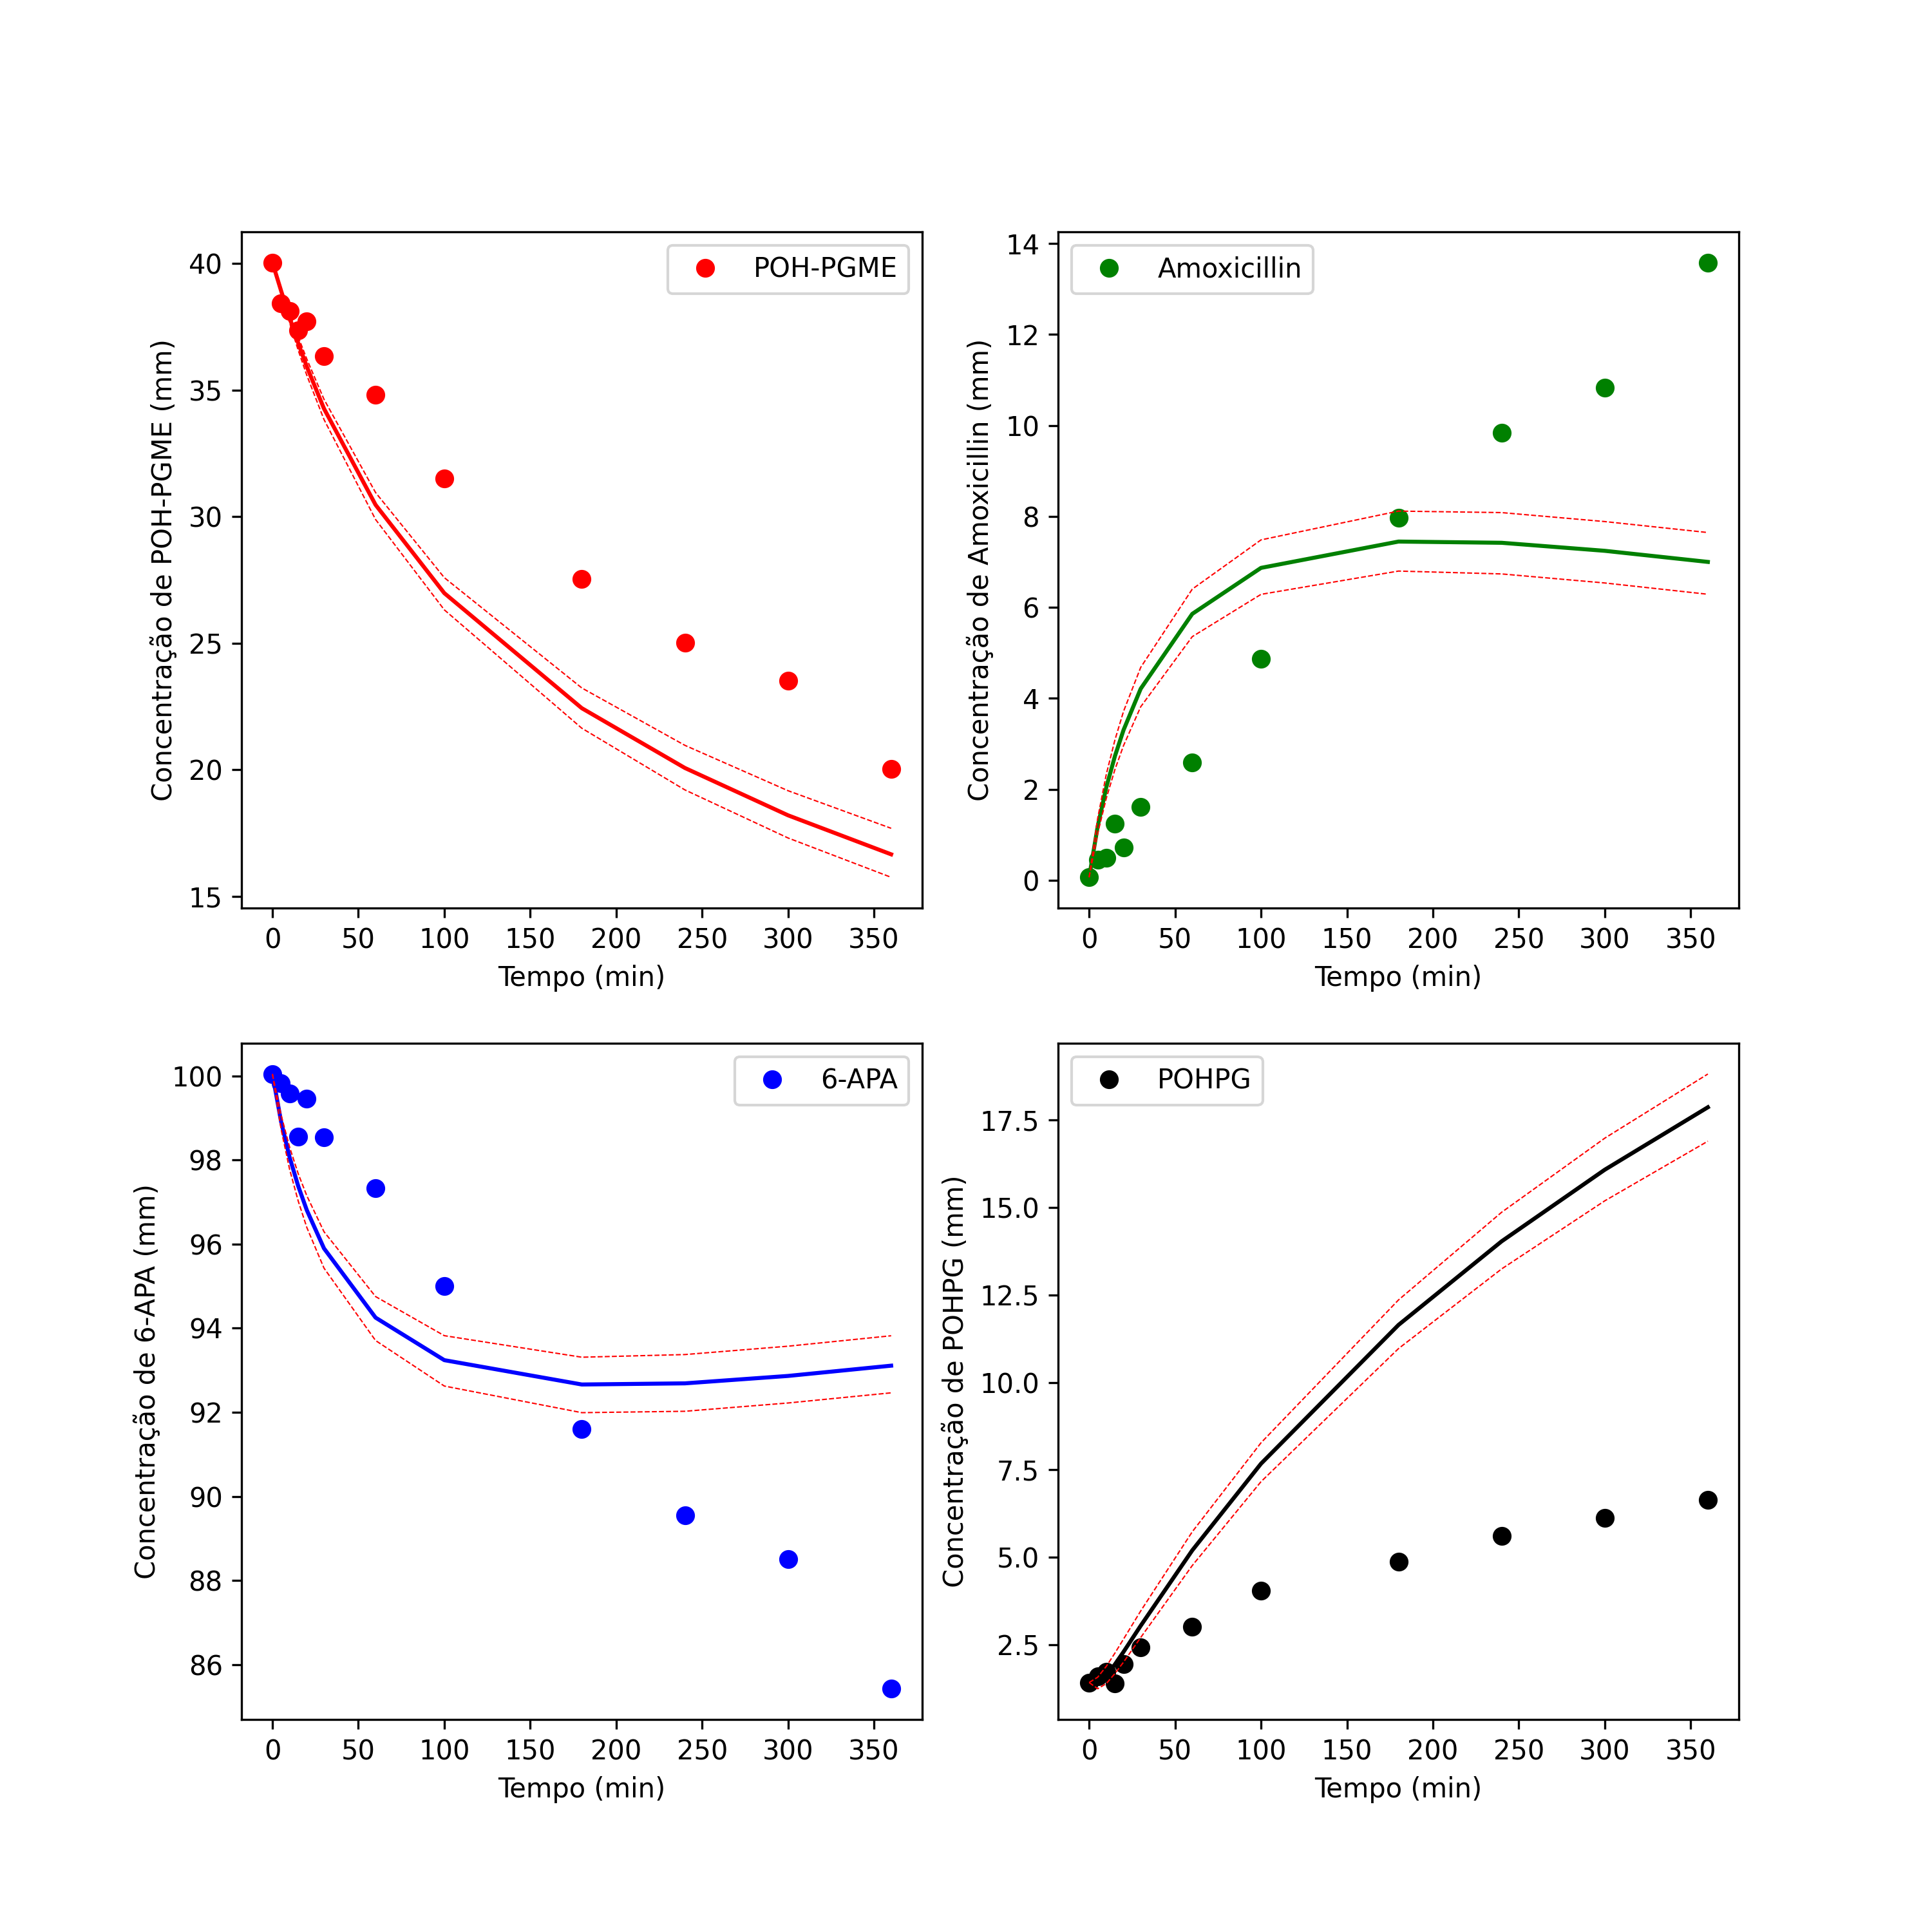 POH-PGME
Concentração de POH-PGME (mm)
40
35
30
25
20
15
0 50 100 150 200 250 300 350
Tempo (min)
Amoxicillin
Concentração de Amoxicillin (mm)
14
12
10
8
6
4
2
0
0 50 100 150 200 250 300 350
Tempo (min)
6-APA
Concentração de 6-APA (mm)
100
98
96
94
92
90
88
86
0 50 100 150 200 250 300 350
Tempo (min)
POHPG
Concentração de POHPG (mm)
17.5
15.0
12.5
10.0
7.5
5.0
2.5
0 50 100 150 200 250 300 350
Tempo (min)